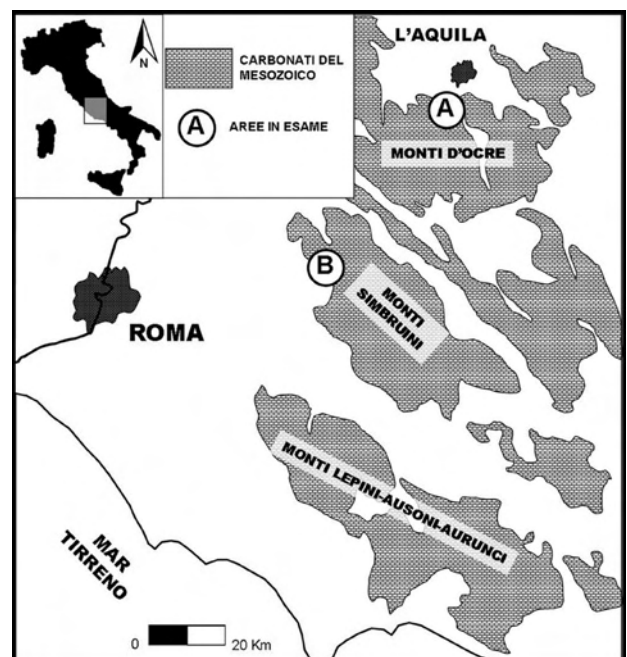 N
CARBONATI DEL
MESOZOICO
A
AREE IN ESAME
L'AQUILA
A
MONTI D'OCRE
B
MONTI
SIMBRUINI
ROMA
MONTI LEPINI-AUSONI-AURUNCI
MAR
TIRRENO
0
20 Km